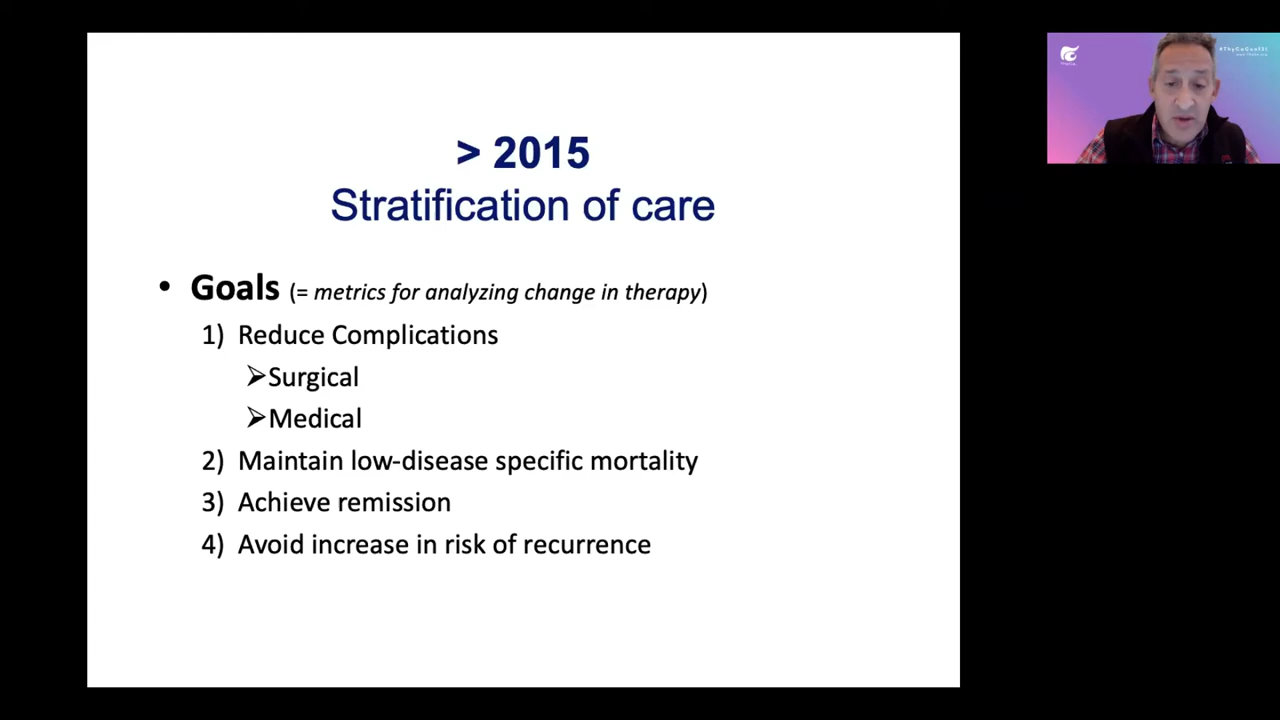 > 2015
Stratification of care
• Goals (= metrics for analyzing change in therapy)
1) Reduce Complications
➢Surgical
➢Medical
2) Maintain low-disease specific mortality
3) Achieve remission
4) Avoid increase in risk of recurrence